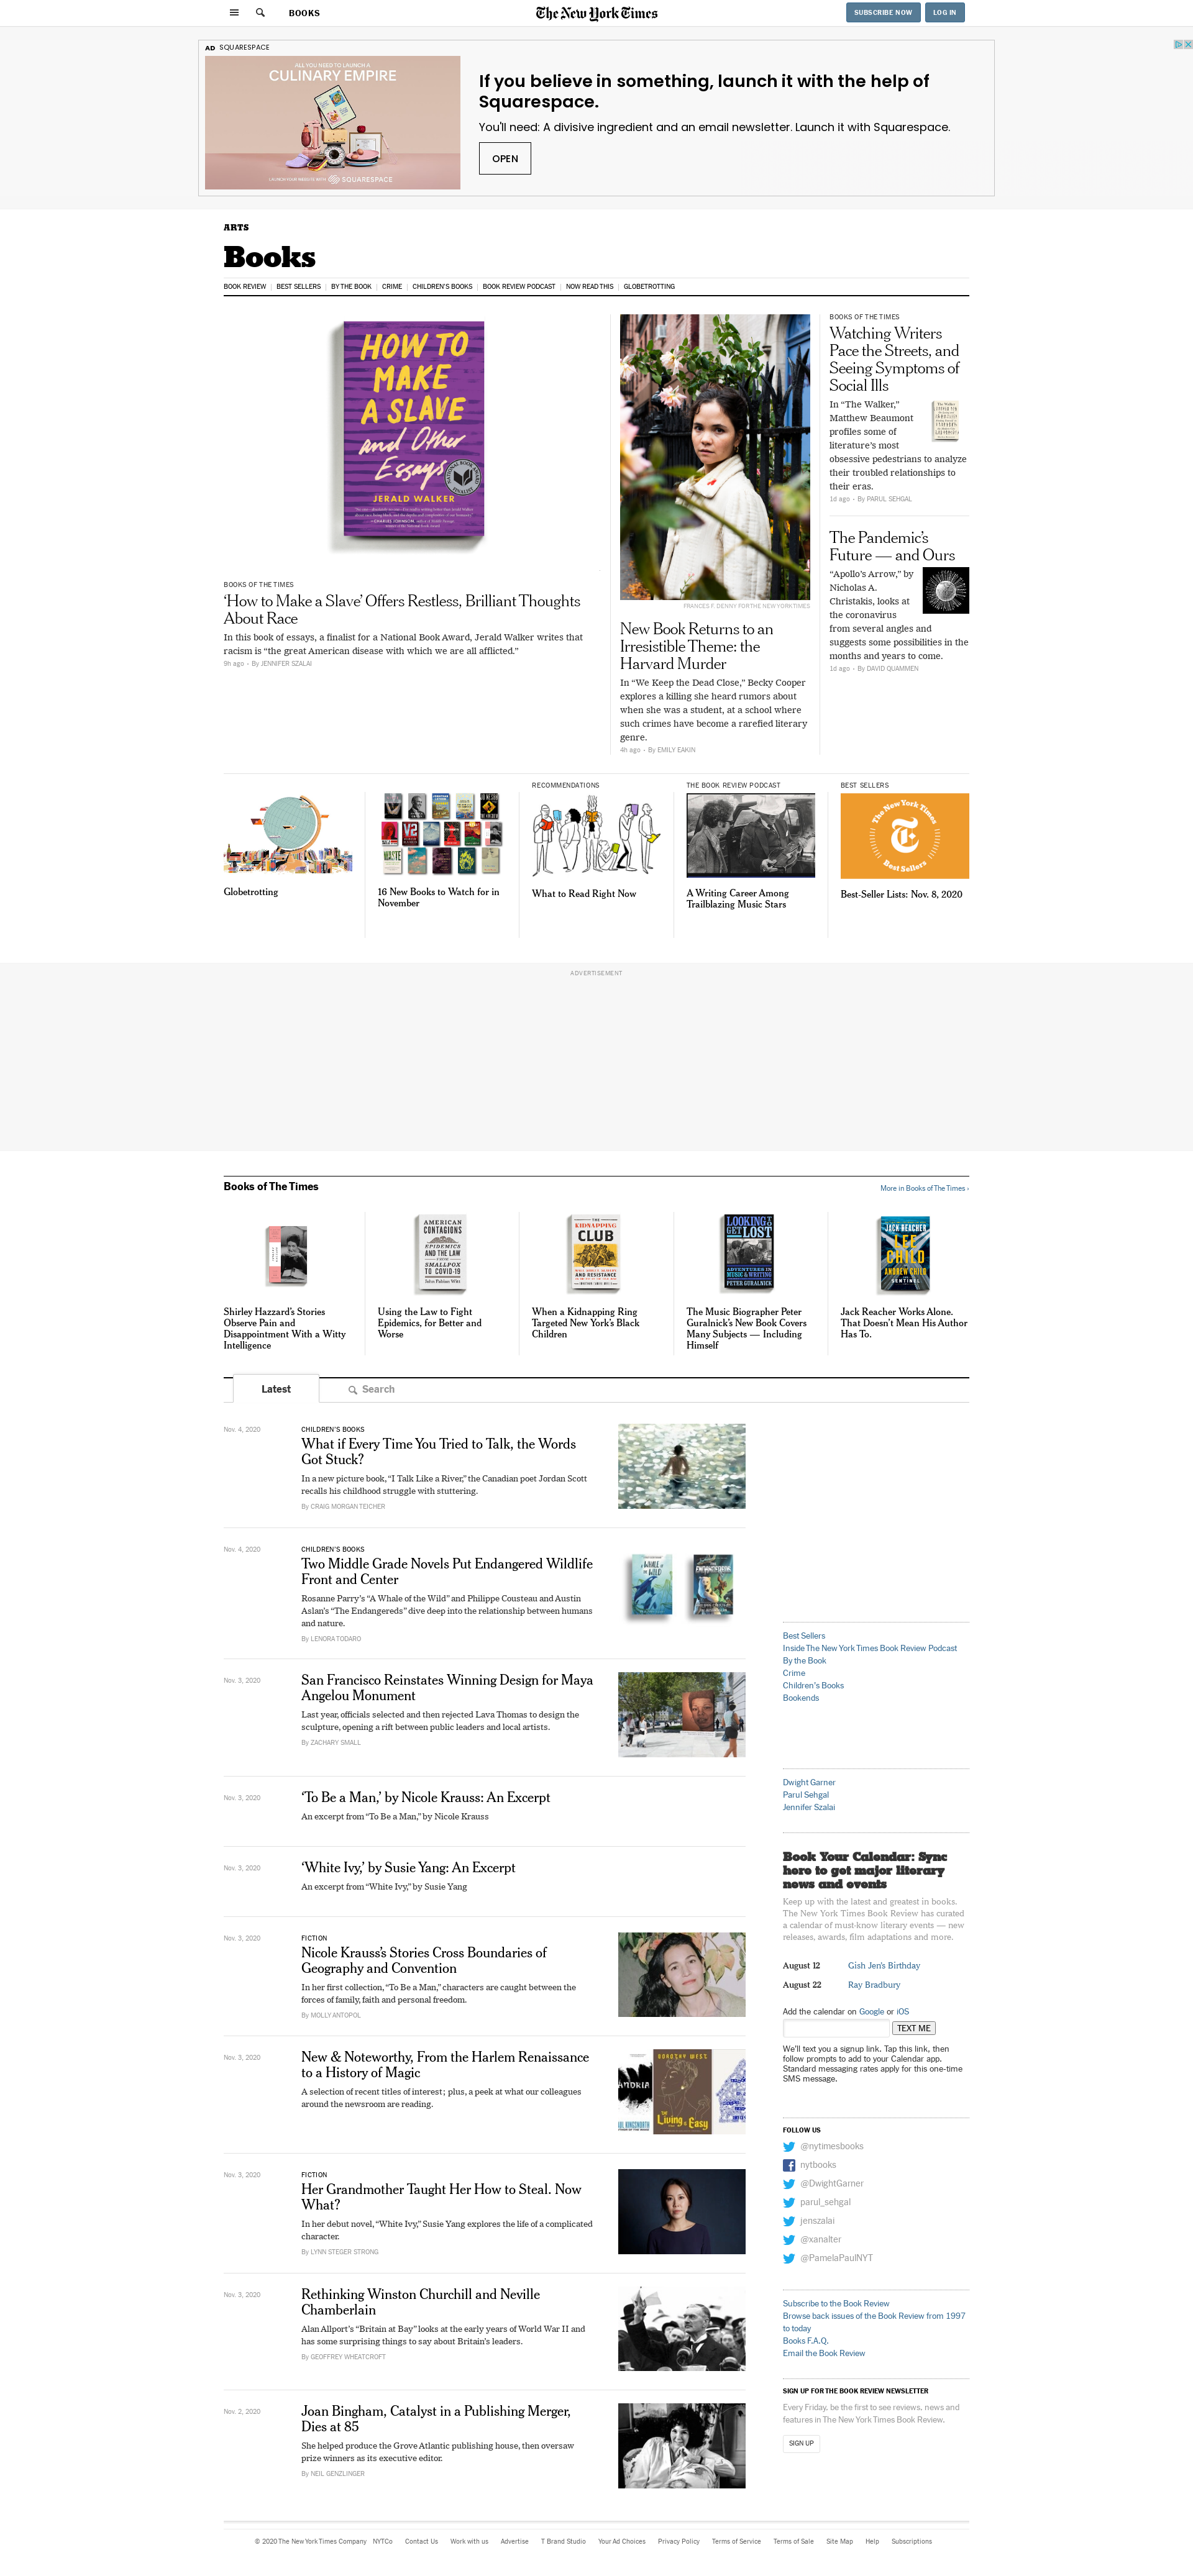 BOOKS
The New York Times
SUBSCRIBE NOW
LOG IN
AD SQUARESPACE
ALL YOU NEED TO LAUNCH A
CULINARY EMPIRE
SQUARESPACE
If you believe in something, launch it with the help of
Squarespace.
You'll need: A divisive ingredient and an email newsletter. Launch it with Squarespace.
OPEN
ARTS
Books
BOOK REVIEW
BEST SELLERS
BY THE BOOK
CRIME
CHILDREN'S BOOKS
BOOK REVIEW PODCAST
NOW READ THIS
GLOBETROTTING
HOW TO
MAKE
A SLAVE
and Other
Essays
JERALD WALKER
BOOKS OF THE TIMES
‘How to Make a Slave’ Offers Restless, Brilliant Thoughts
About Race
In this book of essays, a finalist for a National Book Award, Jerald Walker writes that
racism is “the great American disease with which we are all afflicted.”
9h ago • By JENNIFER SZALAI
FRANCES F. DENNY FOR THE NEW YORK TIMES
New Book Returns to an
Irresistible Theme: the
Harvard Murder
In “We Keep the Dead Close,” Becky Cooper
explores a killing she heard rumors about
when she was a student, at a school where
such crimes have become a rarefied literary
genre.
4h ago • By EMILY EAKIN
BOOKS OF THE TIMES
Watching Writers
Pace the Streets, and
Seeing Symptoms of
Social Ills
In “The Walker,”
Matthew Beaumont
profiles some of
literature’s most
obsessive pedestrians to analyze
their troubled relationships to
their eras.
1d ago • By PARUL SEHGAL
The Pandemic’s
Future — and Ours
“Apollo’s Arrow,” by
Nicholas A.
Christakis, looks at
the coronavirus
from several angles and
suggests some possibilities in the
months and years to come.
1d ago • By DAVID QUAMMEN
Globetrotting
16 New Books to Watch for in
November
RECOMMENDATIONS
What to Read Right Now
THE BOOK REVIEW PODCAST
A Writing Career Among
Trailblazing Music Stars
BEST SELLERS
The New York Times
Best Sellers
Best-Seller Lists: Nov. 8, 2020
ADVERTISEMENT
Books of The Times
More in Books of The Times ›
Shirley Hazzard’s Stories
Observe Pain and
Disappointment With a Witty
Intelligence
AMERICAN
CONTAGIONS
EPIDEMICS
AND THE LAW
FROM
SMALLPOX
TO COVID-19
John Fabian Witt
Using the Law to Fight
Epidemics, for Better and
Worse
THE
KIDNAPPING
CLUB
AND RESISTANCE
When a Kidnapping Ring
Targeted New York’s Black
Children
LOOKING TO
GET LOST
ADVENTURES IN
MUSIC & WRITING
PETER GURALNICK
The Music Biographer Peter
Guralnick’s New Book Covers
Many Subjects — Including
Himself
JACK REACHER
LEE
CHILD
ANDREW CHILD
SENTINEL
Jack Reacher Works Alone.
That Doesn’t Mean His Author
Has To.
Latest
Search
Nov. 4, 2020
CHILDREN’S BOOKS
What if Every Time You Tried to Talk, the Words
Got Stuck?
In a new picture book, “I Talk Like a River,” the Canadian poet Jordan Scott
recalls his childhood struggle with stuttering.
By CRAIG MORGAN TEICHER
Nov. 4, 2020
CHILDREN’S BOOKS
Two Middle Grade Novels Put Endangered Wildlife
Front and Center
Rosanne Parry’s “A Whale of the Wild” and Philippe Cousteau and Austin
Aslan’s “The Endangereds” dive deep into the relationship between humans
and nature.
By LENORA TODARO
Nov. 3, 2020
San Francisco Reinstates Winning Design for Maya
Angelou Monument
Last year, officials selected and then rejected Lava Thomas to design the
sculpture, opening a rift between public leaders and local artists.
By ZACHARY SMALL
Nov. 3, 2020
‘To Be a Man,’ by Nicole Krauss: An Excerpt
An excerpt from “To Be a Man,” by Nicole Krauss
Nov. 3, 2020
‘White Ivy,’ by Susie Yang: An Excerpt
An excerpt from “White Ivy,” by Susie Yang
Nov. 3, 2020
FICTION
Nicole Krauss’s Stories Cross Boundaries of
Geography and Convention
In her first collection, “To Be a Man,” characters are caught between the
forces of family, faith and personal freedom.
By MOLLY ANTOPOL
Nov. 3, 2020
New & Noteworthy, From the Harlem Renaissance
to a History of Magic
A selection of recent titles of interest; plus, a peek at what our colleagues
around the newsroom are reading.
DOROTHY WEST
The Living is Easy
Nov. 3, 2020
FICTION
Her Grandmother Taught Her How to Steal. Now
What?
In her debut novel, “White Ivy,” Susie Yang explores the life of a complicated
character.
By LYNN STEGER STRONG
Nov. 3, 2020
Rethinking Winston Churchill and Neville
Chamberlain
Alan Allport’s “Britain at Bay” looks at the early years of World War II and
has some surprising things to say about Britain’s leaders.
By GEOFFREY WHEATCROFT
Nov. 2, 2020
Joan Bingham, Catalyst in a Publishing Merger,
Dies at 85
She helped produce the Grove Atlantic publishing house, then oversaw
prize winners as its executive editor.
By NEIL GENZLINGER
Best Sellers
Inside The New York Times Book Review Podcast
By the Book
Crime
Children’s Books
Bookends
Dwight Garner
Parul Sehgal
Jennifer Szalai
Book Your Calendar: Sync
here to get major literary
news and events
Keep up with the latest and greatest in books.
The New York Times Book Review has curated
a calendar of must-know literary events — new
releases, awards, film adaptations and more.
August 12 Gish Jen’s Birthday
August 22 Ray Bradbury
Add the calendar on Google or iOS
TEXT ME
We’ll text you a signup link. Tap this link, then
follow prompts to add to your Calendar app.
Standard messaging rates apply for this one-time
SMS message.
FOLLOW US
@nytimesbooks
nytbooks
@DwightGarner
parul_sehgal
jenszalai
@xanalter
@PamelaPaulNYT
Subscribe to the Book Review
Browse back issues of the Book Review from 1997
to today
Books F.A.Q.
Email the Book Review
SIGN UP FOR THE BOOK REVIEW NEWSLETTER
Every Friday, be the first to see reviews, news and
features in The New York Times Book Review.
SIGN UP
© 2020 The New York Times Company
NYTCo
Contact Us
Work with us
Advertise
T Brand Studio
Your Ad Choices
Privacy Policy
Terms of Service
Terms of Sale
Site Map
Help
Subscriptions